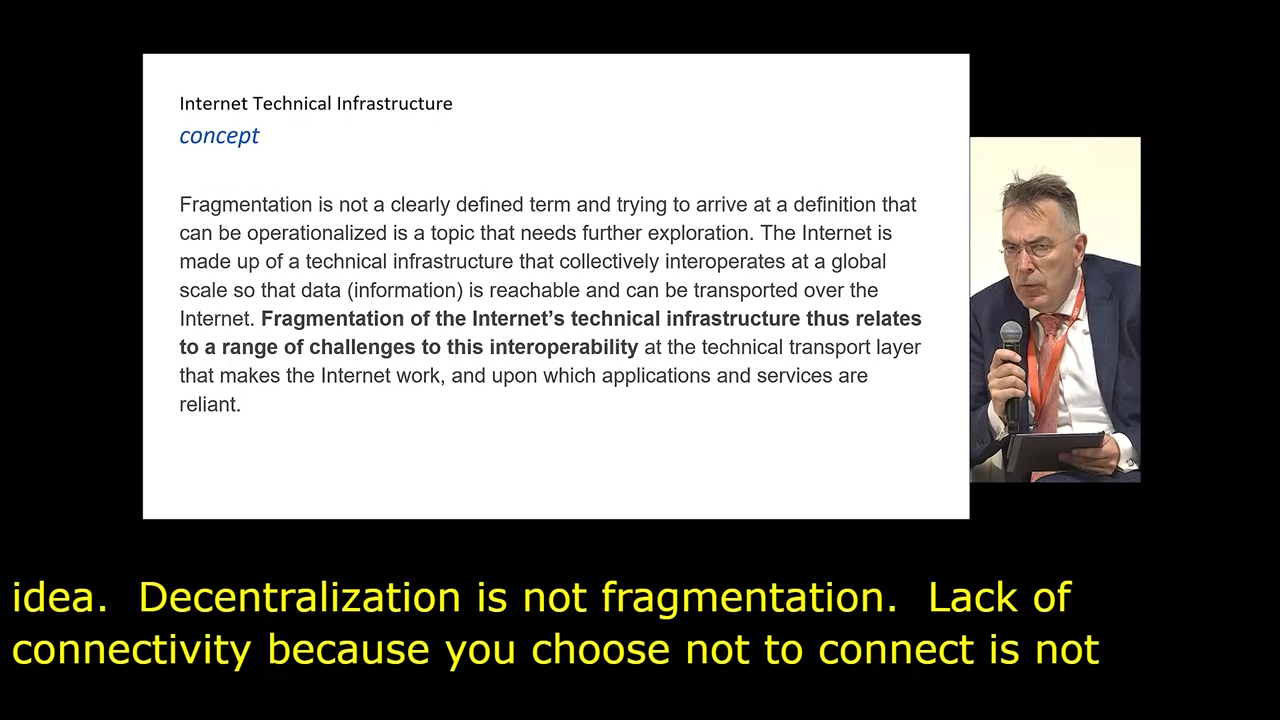 Internet Technical Infrastructure
concept
Fragmentation is not a clearly defined term and trying to arrive at a definition that
can be operationalized is a topic that needs further exploration. The Internet is
made up of a technical infrastructure that collectively interoperates at a global
scale so that data (information) is reachable and can be transported over the
Internet. Fragmentation of the Internet’s technical infrastructure thus relates
to a range of challenges to this interoperability at the technical transport layer
that makes the Internet work, and upon which applications and services are
reliant.
idea.  Decentralization is not fragmentation.  Lack of
connectivity because you choose not to connect is not